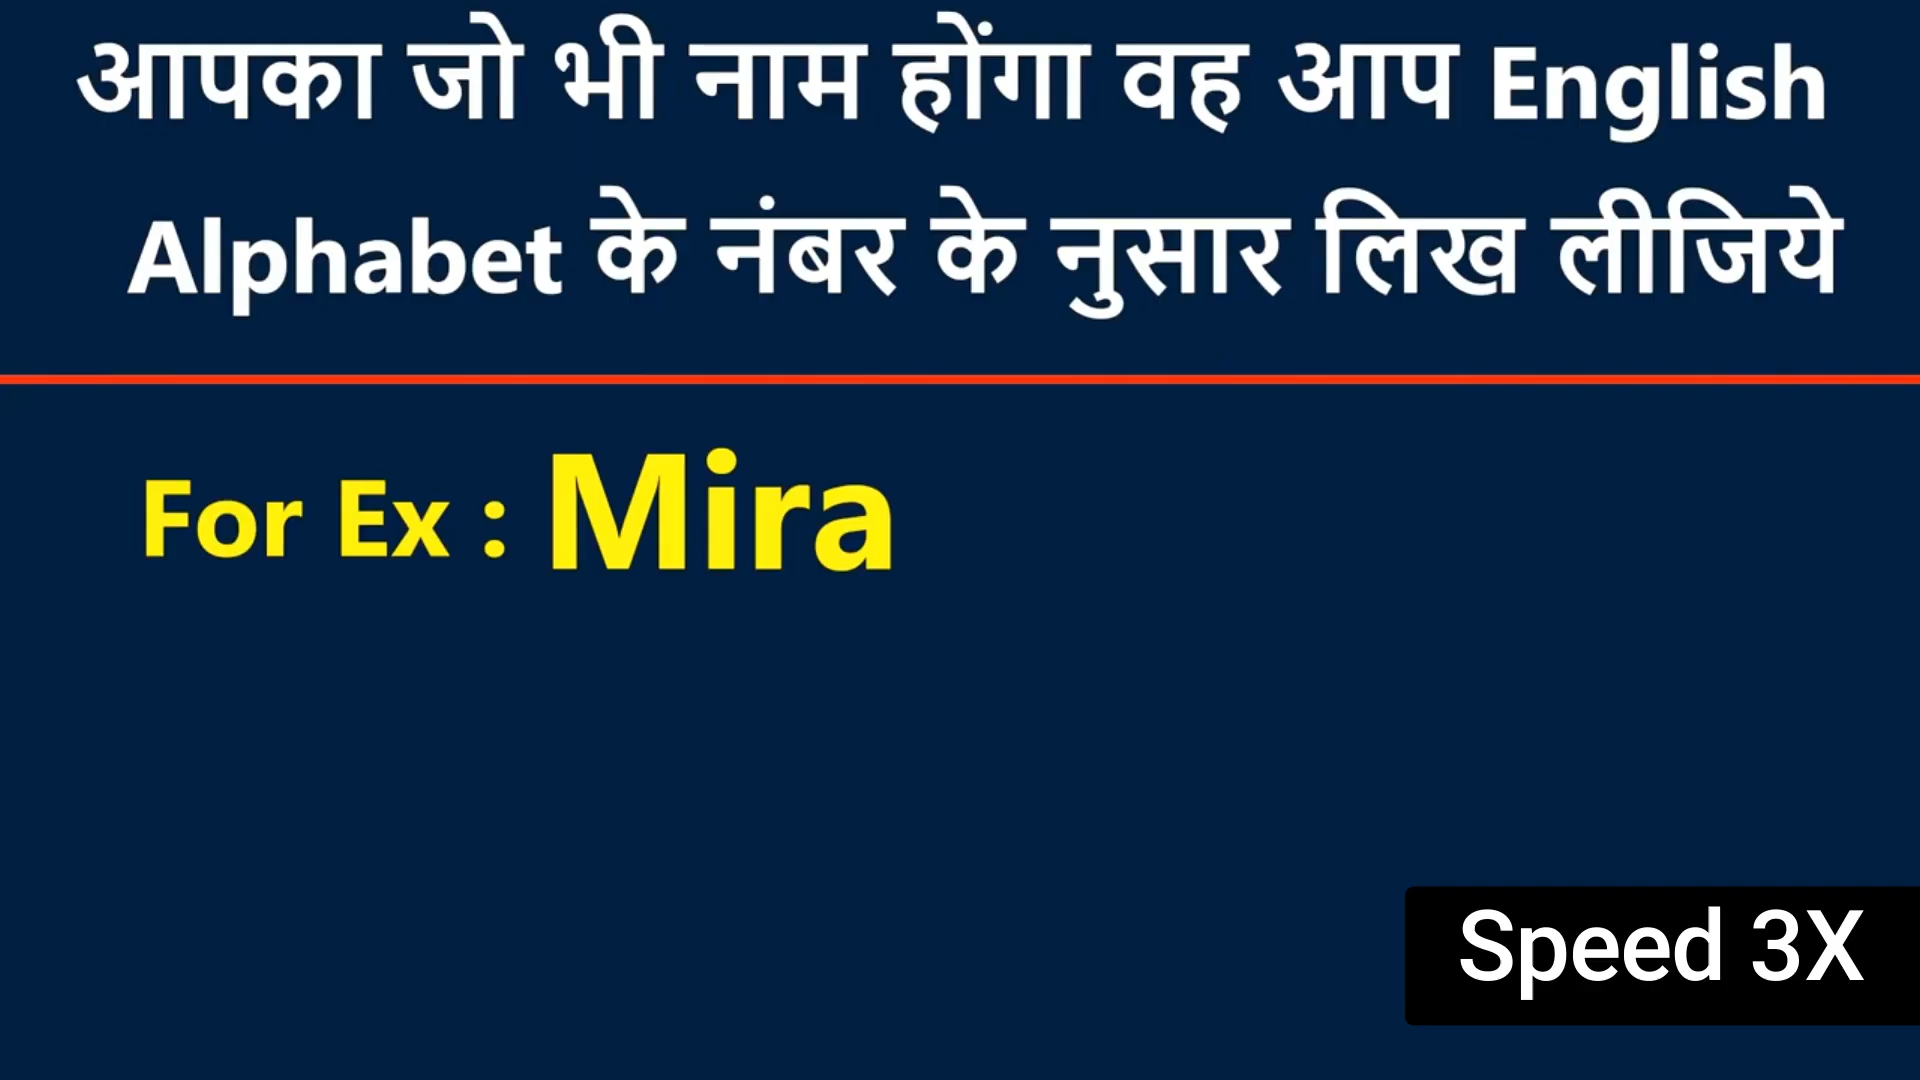 आपका जो भी नाम होंगा वह आप English
Alphabet के नंबर के नुसार लिख लीजिये
For Ex : Mira
Speed 3X